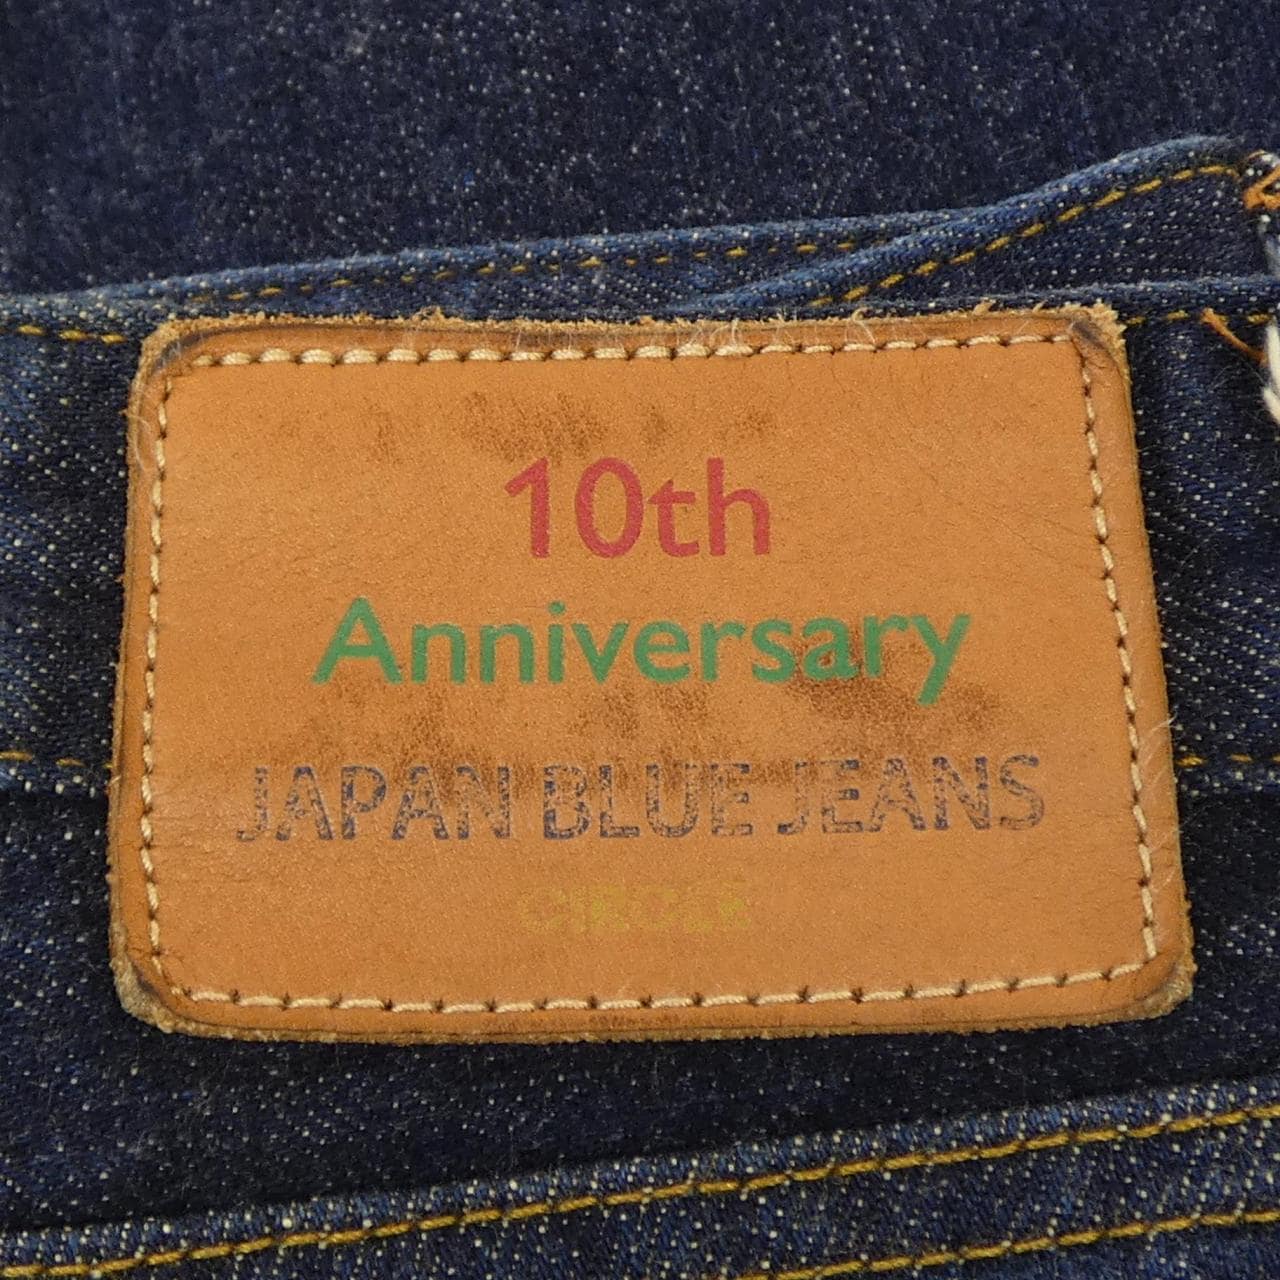 10th
Anniversary
JAPAN BLUE JEANS
CIRCLE